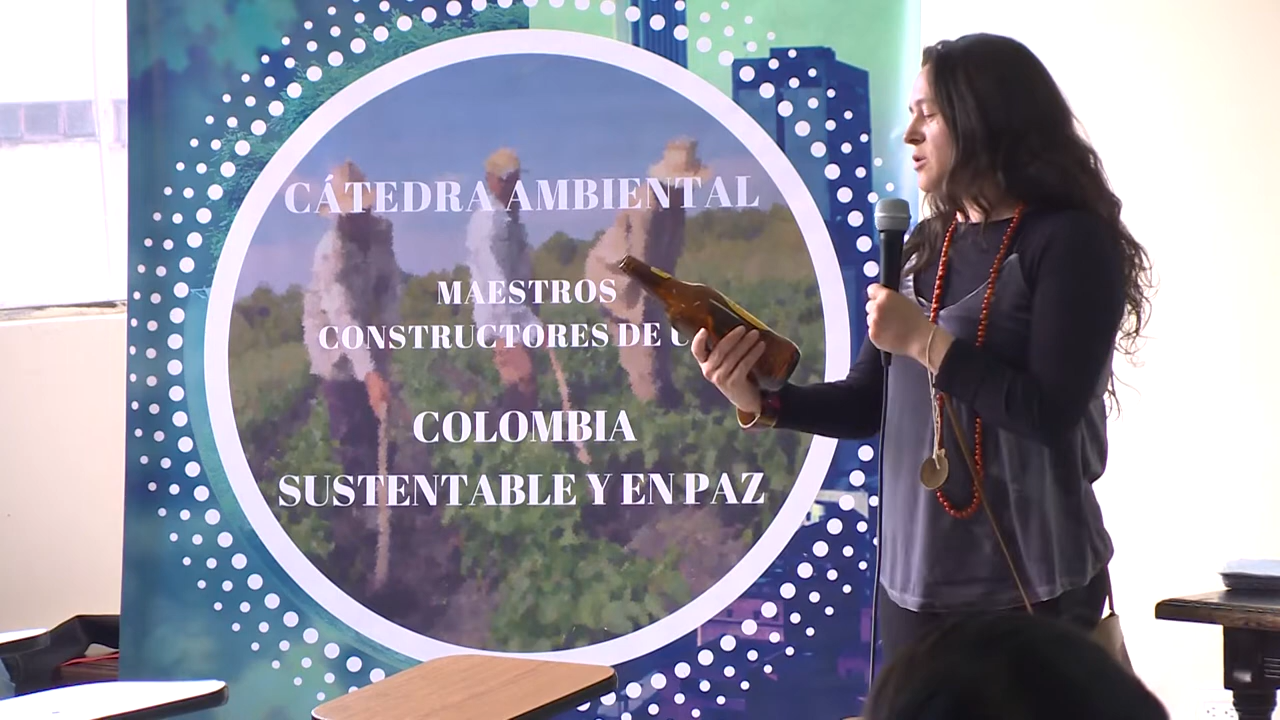 CÁTEDRA AMBIENTAL
MAESTROS
CONSTRUCTORES DE
COLOMBIA
SUSTENTABLE Y EN PAZ